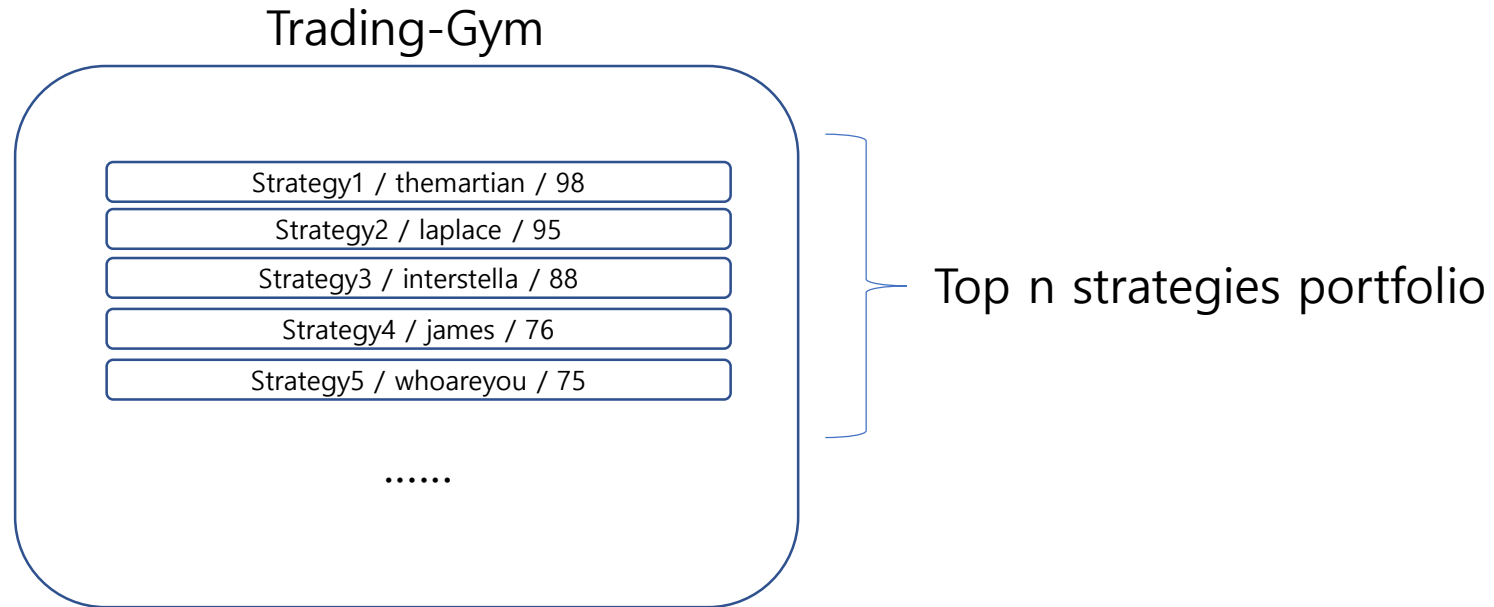 Trading-Gym
Strategy1 / themartian / 98
Strategy2 / laplace / 95
Strategy3 / interstella / 88
Strategy4 / james / 76
Strategy5 / whoareyou / 75
......
Top n strategies portfolio